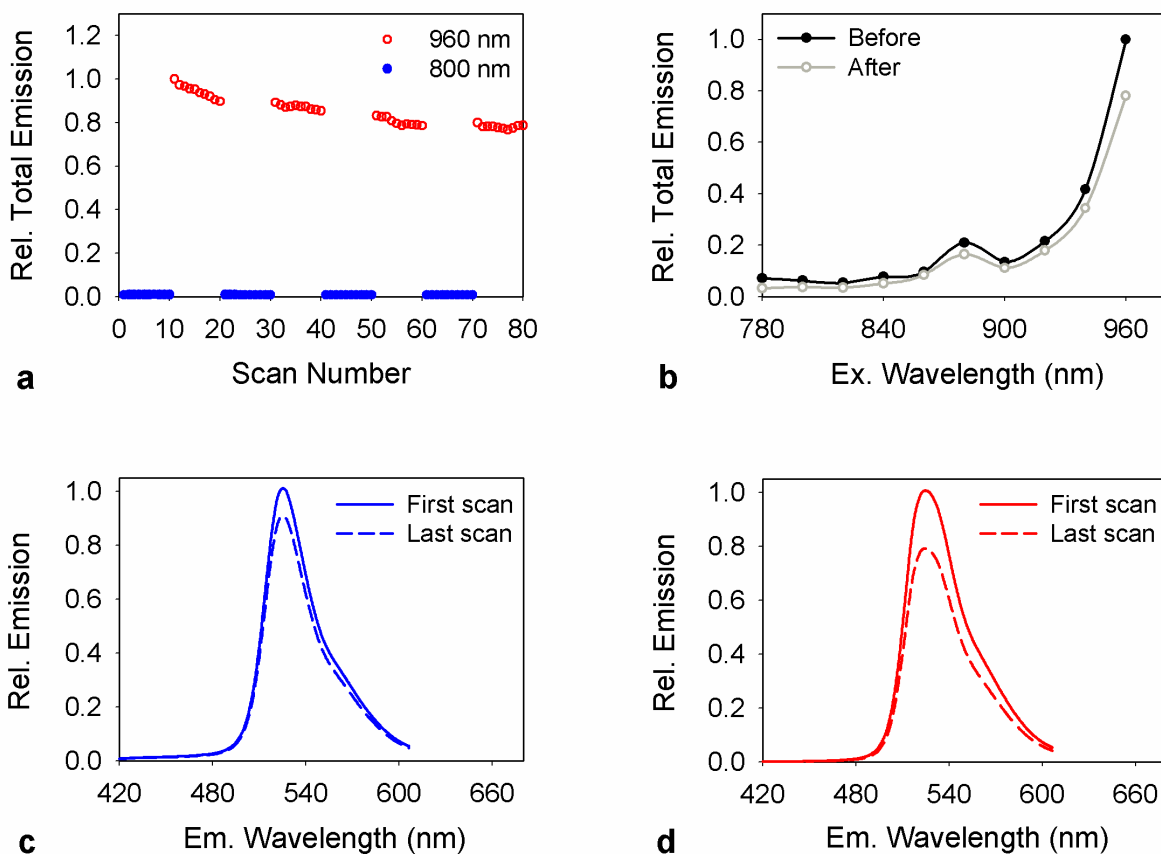 1.2
1.0
0.8
0.6
0.4
0.2
0.0
Rel. Total Emission
960 nm
800 nm
0 10 20 30 40 50 60 70 80
Scan Number
a
1.0
0.8
0.6
0.4
0.2
0.0
Rel. Total Emission
Before
After
780 840 900 960
Ex. Wavelength (nm)
b
1.0
0.8
0.6
0.4
0.2
0.0
Rel. Emission
First scan
Last scan
420 480 540 600 660
Em. Wavelength (nm)
c
1.0
0.8
0.6
0.4
0.2
0.0
Rel. Emission
First scan
Last scan
420 480 540 600 660
Em. Wavelength (nm)
d